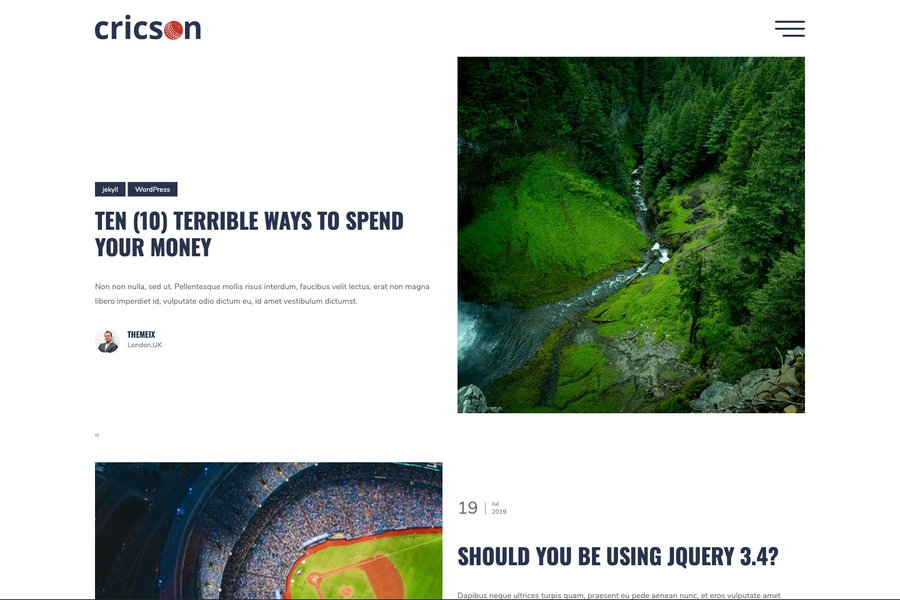 cricson
jekyll WordPress
TEN (10) TERRIBLE WAYS TO SPEND
YOUR MONEY
Non non nulla, sed ut. Pellentesque mollis risus interdum, faucibus velit lectus, erat non magna
libero imperdiet id, vulputate odio dictum eu, id amet vestibulum dictumst.
THEMEIX
London,UK
19 Jul
2019
SHOULD YOU BE USING JQUERY 3.4?
Dapibus neque ultrices turpis quam, praesent eu pede aenean nunc, et eros vulputate amet